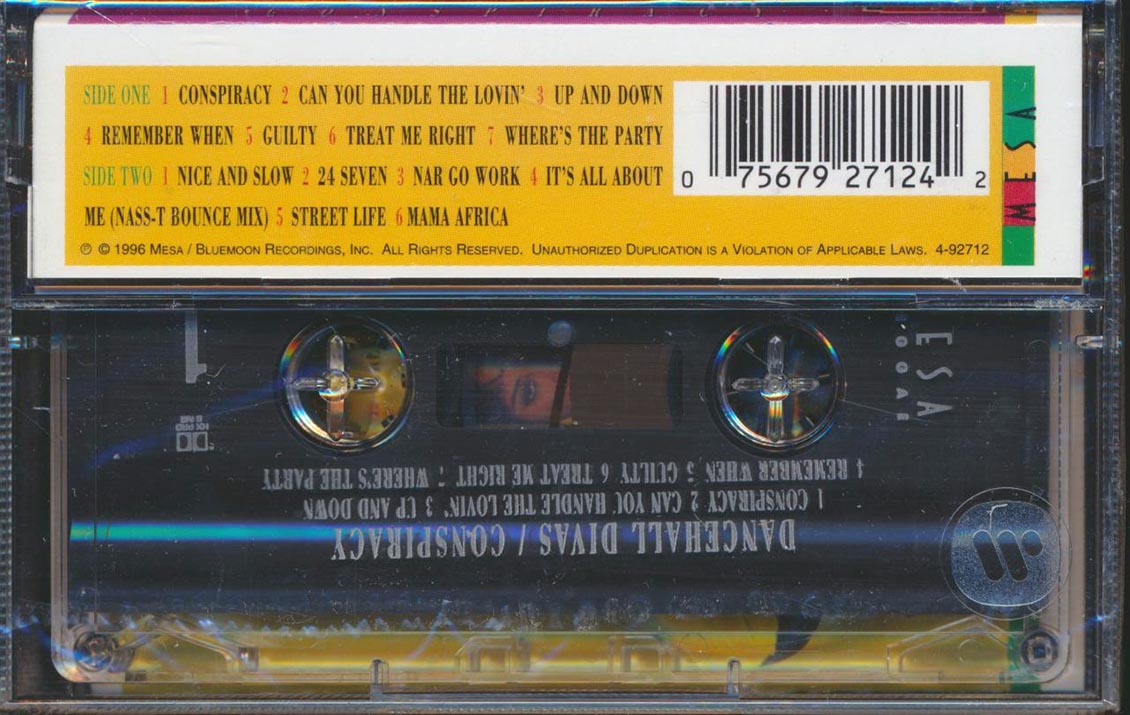 SIDE ONE 1 CONSPIRACY 2 CAN YOU HANDLE THE LOVIN' 3 UP AND DOWN
4 REMEMBER WHEN 5 GUILTY 6 TREAT ME RIGHT 7 WHERE'S THE PARTY
SIDE TWO 1 NICE AND SLOW 2 24 SEVEN 3 NAR GO WORK 4 IT'S ALL ABOUT
ME (NASS-T BOUNCE MIX) 5 STREET LIFE 6 MAMA AFRICA
℗ © 1996 MESA / BLUEMOON RECORDINGS, INC. ALL RIGHTS RESERVED. UNAUTHORIZED DUPLICATION IS A VIOLATION OF APPLICABLE LAWS. 4-92712
0 75679 27124 2
MESA
1
HX PRO
B NR
DANCEHALL DIVAS / CONSPIRACY
1 CONSPIRACY 2 CAN YOU HANDLE THE LOVIN' 3 UP AND DOWN
4 REMEMBER WHEN 5 GUILTY 6 TREAT ME RIGHT 7 WHERE'S THE PARTY